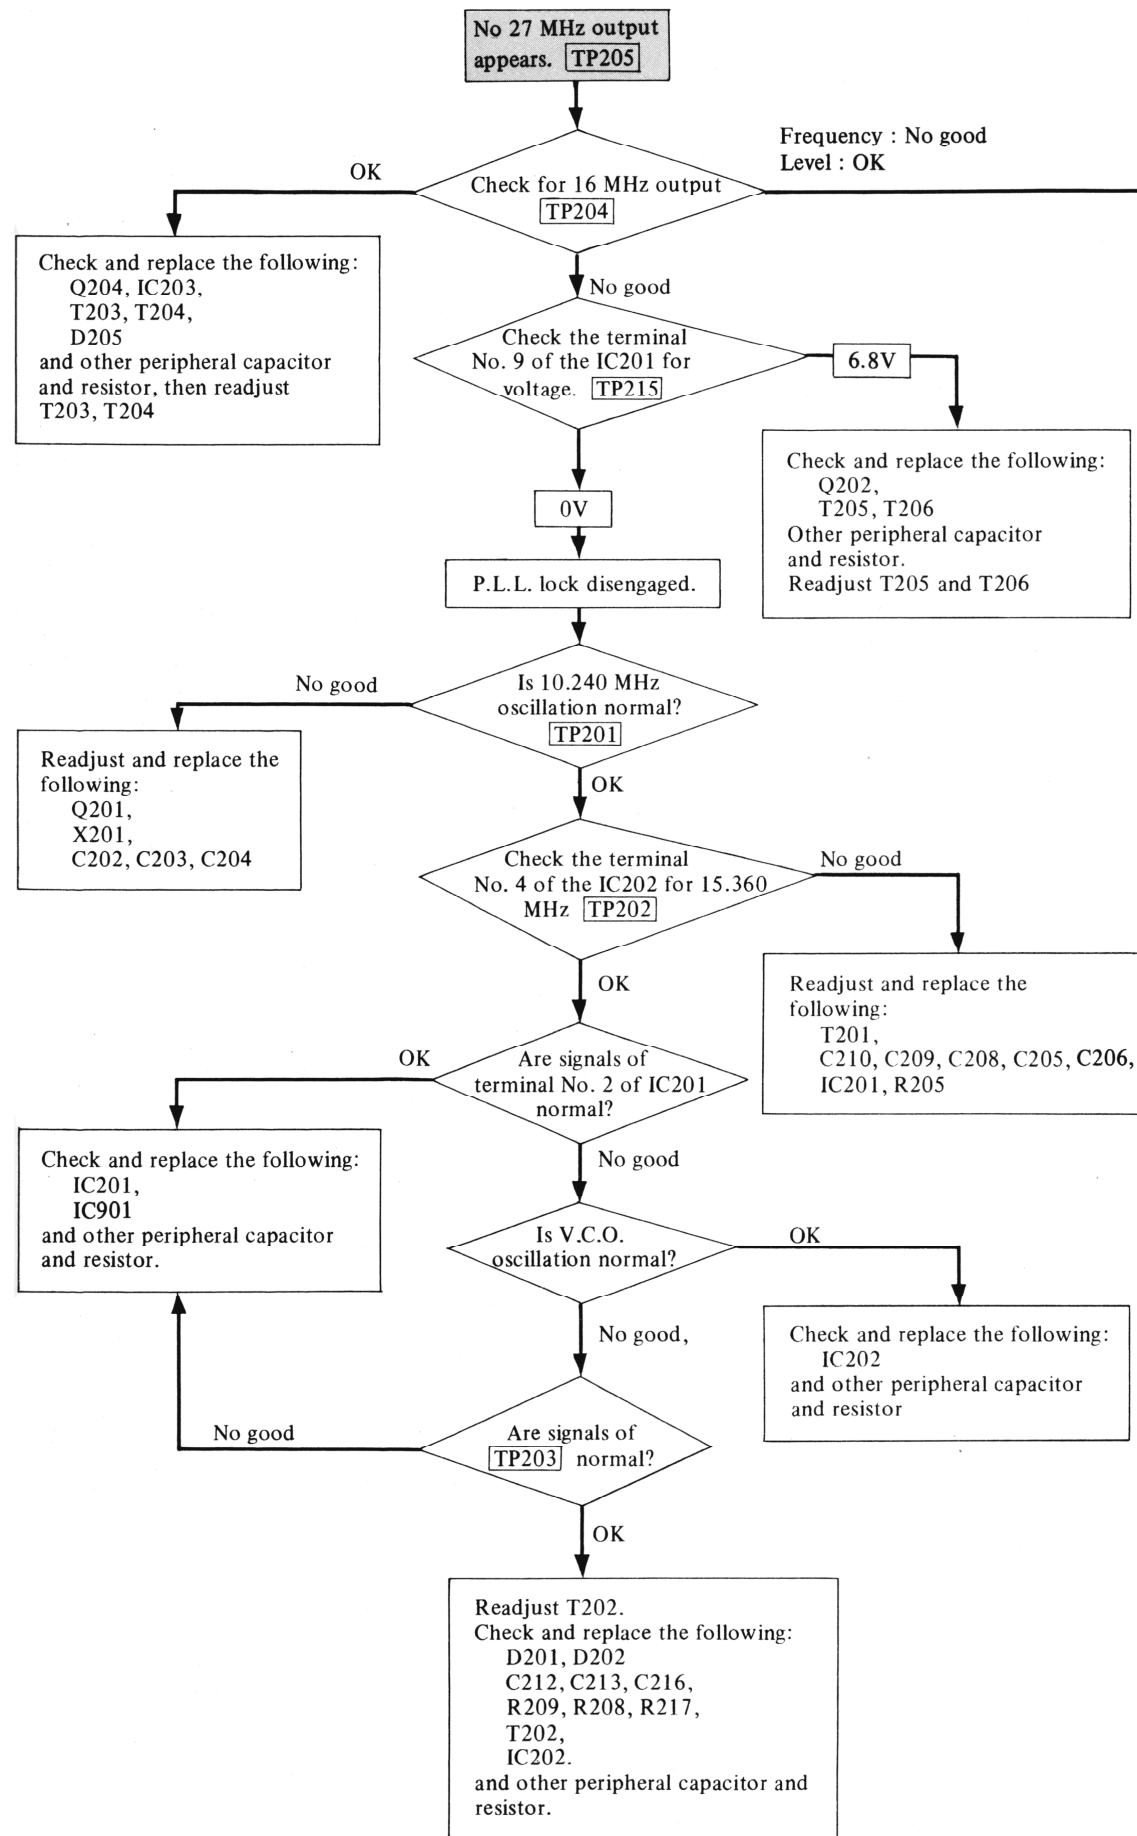 No 27 MHz output
appears. TP205
Frequency : No good
Level : OK
OK
Check for 16 MHz output
TP204
Check and replace the following:
Q204, IC203,
T203, T204,
D205
and other peripheral capacitor
and resistor, then readjust
T203, T204
No good
Check the terminal
No. 9 of the IC201 for
voltage. TP215
6.8V
Check and replace the following:
Q202,
T205, T206
Other peripheral capacitor
and resistor.
Readjust T205 and T206
0V
P.L.L. lock disengaged.
No good
Is 10.240 MHz
oscillation normal?
TP201
Readjust and replace the
following:
Q201,
X201,
C202, C203, C204
OK
Check the terminal
No. 4 of the IC202 for 15.360
MHz TP202
No good
Readjust and replace the
following:
T201,
C210, C209, C208, C205, C206,
IC201, R205
OK
OK
Are signals of
terminal No. 2 of IC201
normal?
Check and replace the following:
IC201,
IC901
and other peripheral capacitor
and resistor.
No good
Is V.C.O.
oscillation normal?
OK
Check and replace the following:
IC202
and other peripheral capacitor
and resistor
No good,
No good
Are signals of
TP203 normal?
OK
Readjust T202.
Check and replace the following:
D201, D202
C212, C213, C216,
R209, R208, R217,
T202,
IC202.
and other peripheral capacitor and
resistor.